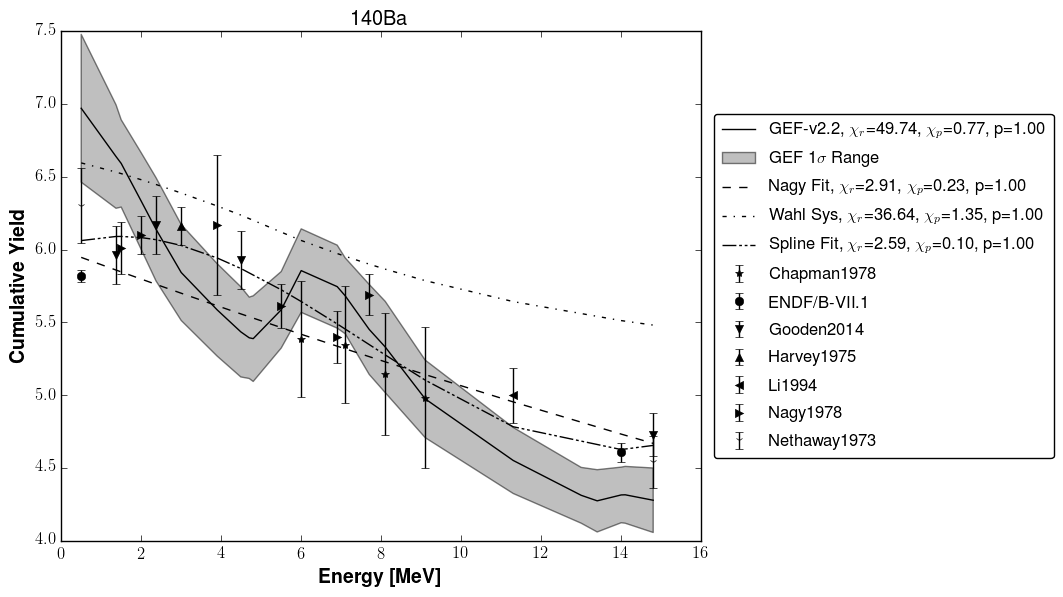 140Ba
7.5
7.0
6.5
6.0
5.5
5.0
4.5
4.0
Cumulative Yield
0 2 4 6 8 10 12 14 16
Energy [MeV]
GEF-v2.2, χr=49.74, χp=0.77, p=1.00
GEF 1σ Range
Nagy Fit, χr=2.91, χp=0.23, p=1.00
Wahl Sys, χr=36.64, χp=1.35, p=1.00
Spline Fit, χr=2.59, χp=0.10, p=1.00
Chapman1978
ENDF/B-VII.1
Gooden2014
Harvey1975
Li1994
Nagy1978
Nethaway1973